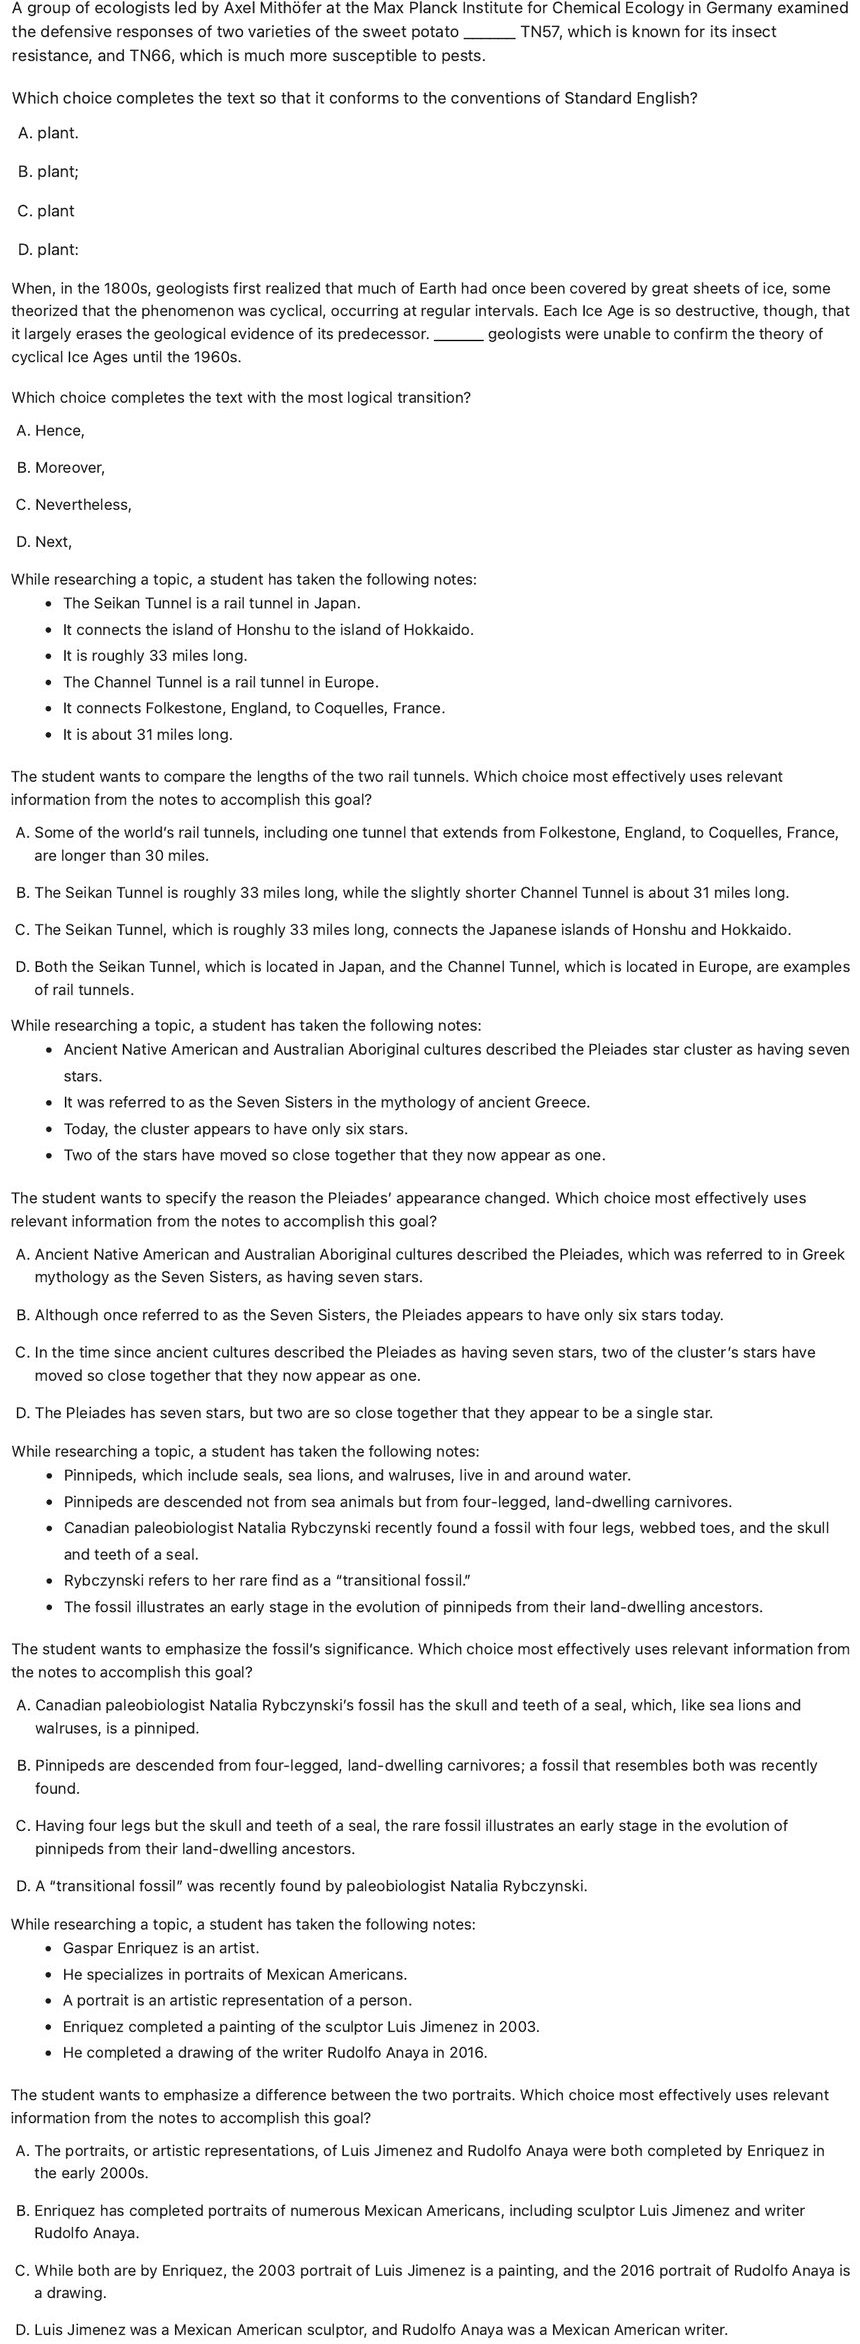 A group of ecologists led by Axel Mithöfer at the Max Planck Institute for Chemical Ecology in Germany examined
the defensive responses of two varieties of the sweet potato ______ TN57, which is known for its insect
resistance, and TN66, which is much more susceptible to pests.
Which choice completes the text so that it conforms to the conventions of Standard English?
A. plant.
B. plant;
C. plant
D. plant:
When, in the 1800s, geologists first realized that much of Earth had once been covered by great sheets of ice, some
theorized that the phenomenon was cyclical, occurring at regular intervals. Each Ice Age is so destructive, though, that
it largely erases the geological evidence of its predecessor. ______ geologists were unable to confirm the theory of
cyclical Ice Ages until the 1960s.
Which choice completes the text with the most logical transition?
A. Hence,
B. Moreover,
C. Nevertheless,
D. Next,
While researching a topic, a student has taken the following notes:
• The Seikan Tunnel is a rail tunnel in Japan.
• It connects the island of Honshu to the island of Hokkaido.
• It is roughly 33 miles long.
• The Channel Tunnel is a rail tunnel in Europe.
• It connects Folkestone, England, to Coquelles, France.
• It is about 31 miles long.
The student wants to compare the lengths of the two rail tunnels. Which choice most effectively uses relevant
information from the notes to accomplish this goal?
A. Some of the world's rail tunnels, including one tunnel that extends from Folkestone, England, to Coquelles, France,
are longer than 30 miles.
B. The Seikan Tunnel is roughly 33 miles long, while the slightly shorter Channel Tunnel is about 31 miles long.
C. The Seikan Tunnel, which is roughly 33 miles long, connects the Japanese islands of Honshu and Hokkaido.
D. Both the Seikan Tunnel, which is located in Japan, and the Channel Tunnel, which is located in Europe, are examples
of rail tunnels.
While researching a topic, a student has taken the following notes:
• Ancient Native American and Australian Aboriginal cultures described the Pleiades star cluster as having seven
stars.
• It was referred to as the Seven Sisters in the mythology of ancient Greece.
• Today, the cluster appears to have only six stars.
• Two of the stars have moved so close together that they now appear as one.
The student wants to specify the reason the Pleiades' appearance changed. Which choice most effectively uses
relevant information from the notes to accomplish this goal?
A. Ancient Native American and Australian Aboriginal cultures described the Pleiades, which was referred to in Greek
mythology as the Seven Sisters, as having seven stars.
B. Although once referred to as the Seven Sisters, the Pleiades appears to have only six stars today.
C. In the time since ancient cultures described the Pleiades as having seven stars, two of the cluster's stars have
moved so close together that they now appear as one.
D. The Pleiades has seven stars, but two are so close together that they appear to be a single star.
While researching a topic, a student has taken the following notes:
• Pinnipeds, which include seals, sea lions, and walruses, live in and around water.
• Pinnipeds are descended not from sea animals but from four-legged, land-dwelling carnivores.
• Canadian paleobiologist Natalia Rybczynski recently found a fossil with four legs, webbed toes, and the skull
and teeth of a seal.
• Rybczynski refers to her rare find as a "transitional fossil."
• The fossil illustrates an early stage in the evolution of pinnipeds from their land-dwelling ancestors.
The student wants to emphasize the fossil's significance. Which choice most effectively uses relevant information from
the notes to accomplish this goal?
A. Canadian paleobiologist Natalia Rybczynski's fossil has the skull and teeth of a seal, which, like sea lions and
walruses, is a pinniped.
B. Pinnipeds are descended from four-legged, land-dwelling carnivores; a fossil that resembles both was recently
found.
C. Having four legs but the skull and teeth of a seal, the rare fossil illustrates an early stage in the evolution of
pinnipeds from their land-dwelling ancestors.
D. A "transitional fossil" was recently found by paleobiologist Natalia Rybczynski.
While researching a topic, a student has taken the following notes:
• Gaspar Enriquez is an artist.
• He specializes in portraits of Mexican Americans.
• A portrait is an artistic representation of a person.
• Enriquez completed a painting of the sculptor Luis Jimenez in 2003.
• He completed a drawing of the writer Rudolfo Anaya in 2016.
The student wants to emphasize a difference between the two portraits. Which choice most effectively uses relevant
information from the notes to accomplish this goal?
A. The portraits, or artistic representations, of Luis Jimenez and Rudolfo Anaya were both completed by Enriquez in
the early 2000s.
B. Enriquez has completed portraits of numerous Mexican Americans, including sculptor Luis Jimenez and writer
Rudolfo Anaya.
C. While both are by Enriquez, the 2003 portrait of Luis Jimenez is a painting, and the 2016 portrait of Rudolfo Anaya is
a drawing.
D. Luis Jimenez was a Mexican American sculptor, and Rudolfo Anaya was a Mexican American writer.